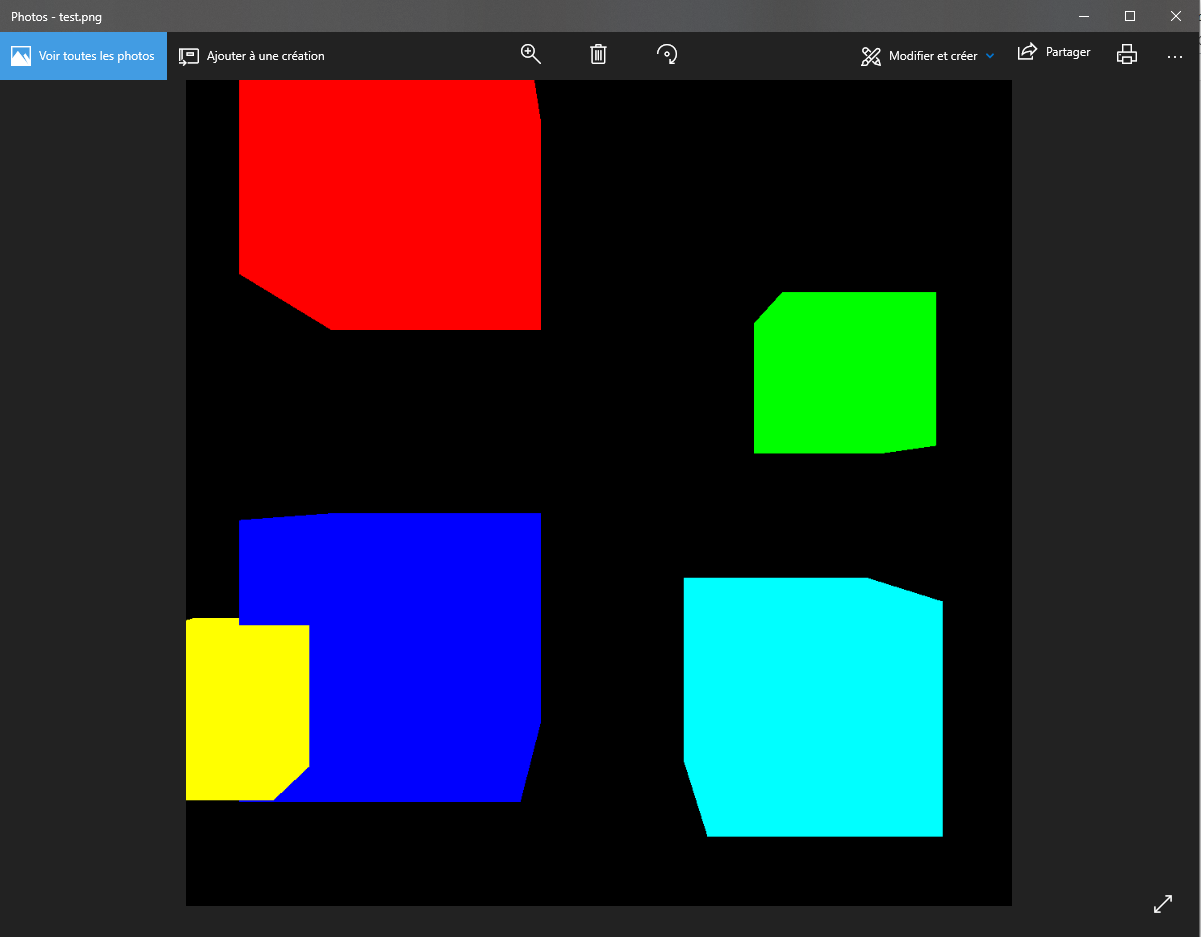 Photos - test.png
Voir toutes les photos
Ajouter à une création
Modifier et créer
Partager